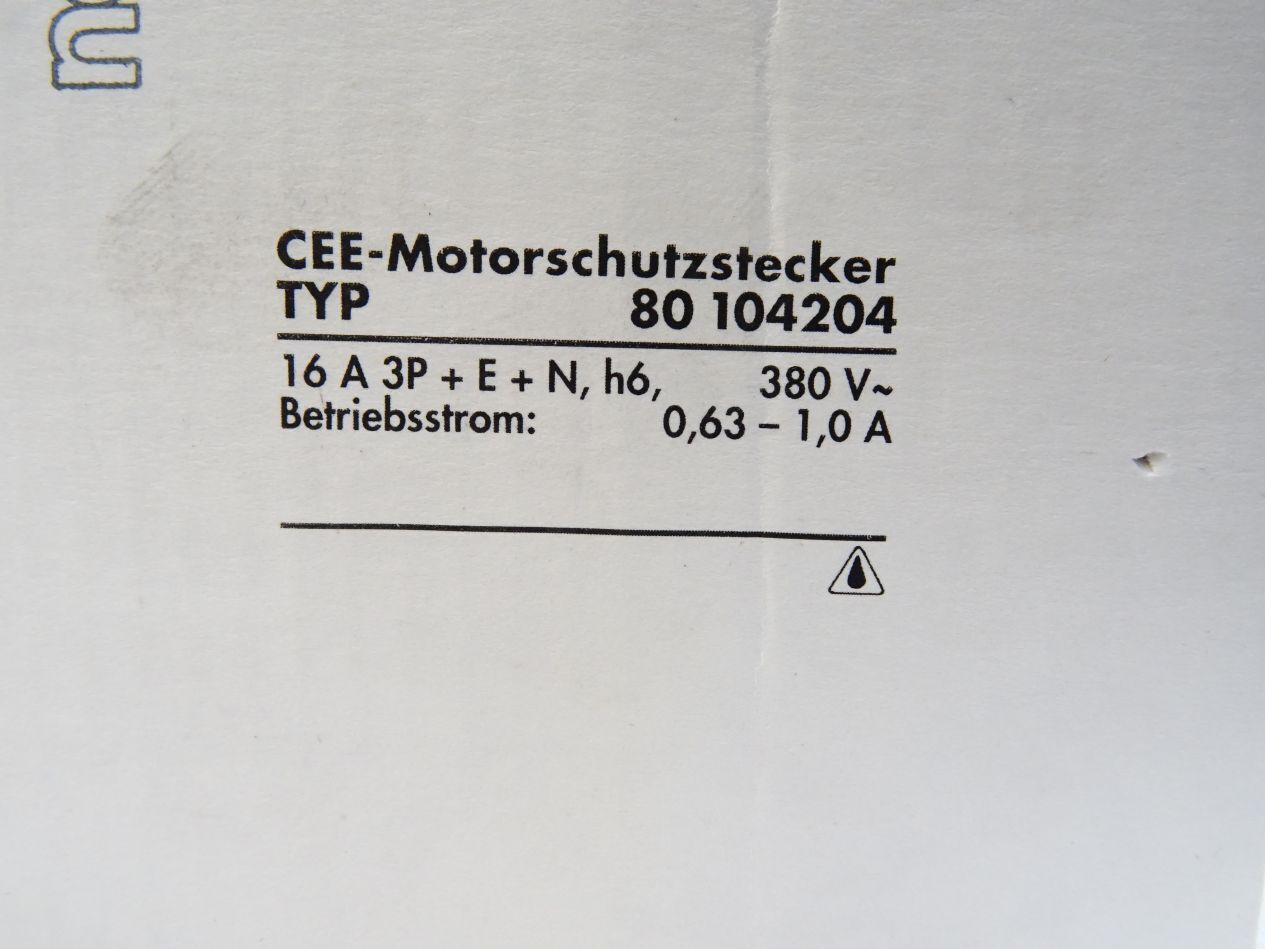 CEE-Motorschutzstecker
TYP 80 104204
16 A 3P + E + N, h6, 380 V~
Betriebsstrom: 0,63 – 1,0 A